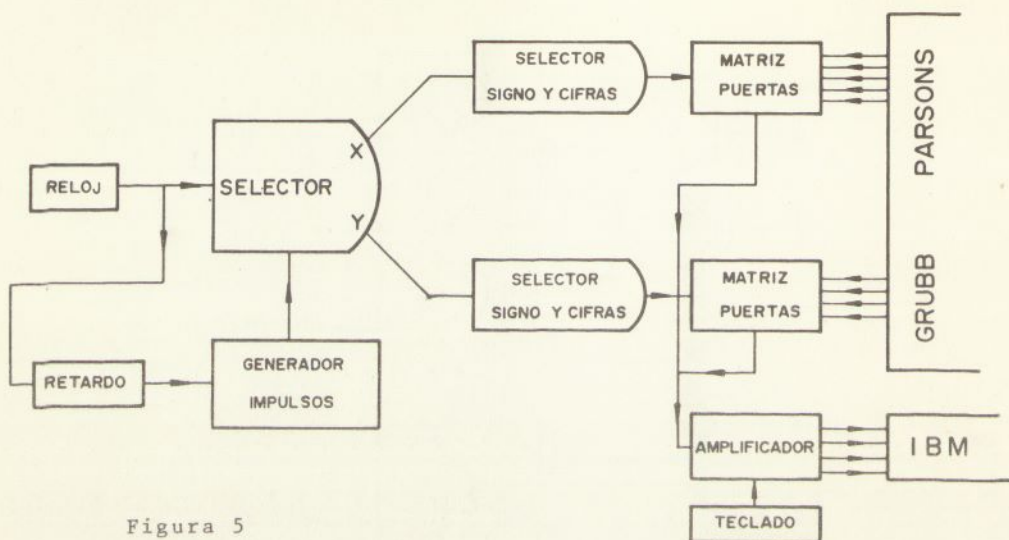 SELECTOR
SIGNO Y CIFRAS
MATRIZ
PUERTAS
PARSONS
RELOJ
SELECTOR
X
Y
SELECTOR
SIGNO Y CIFRAS
MATRIZ
PUERTAS
GRUBB
RETARDO
GENERADOR
IMPULSOS
AMPLIFICADOR
IBM
TECLADO
Figura 5